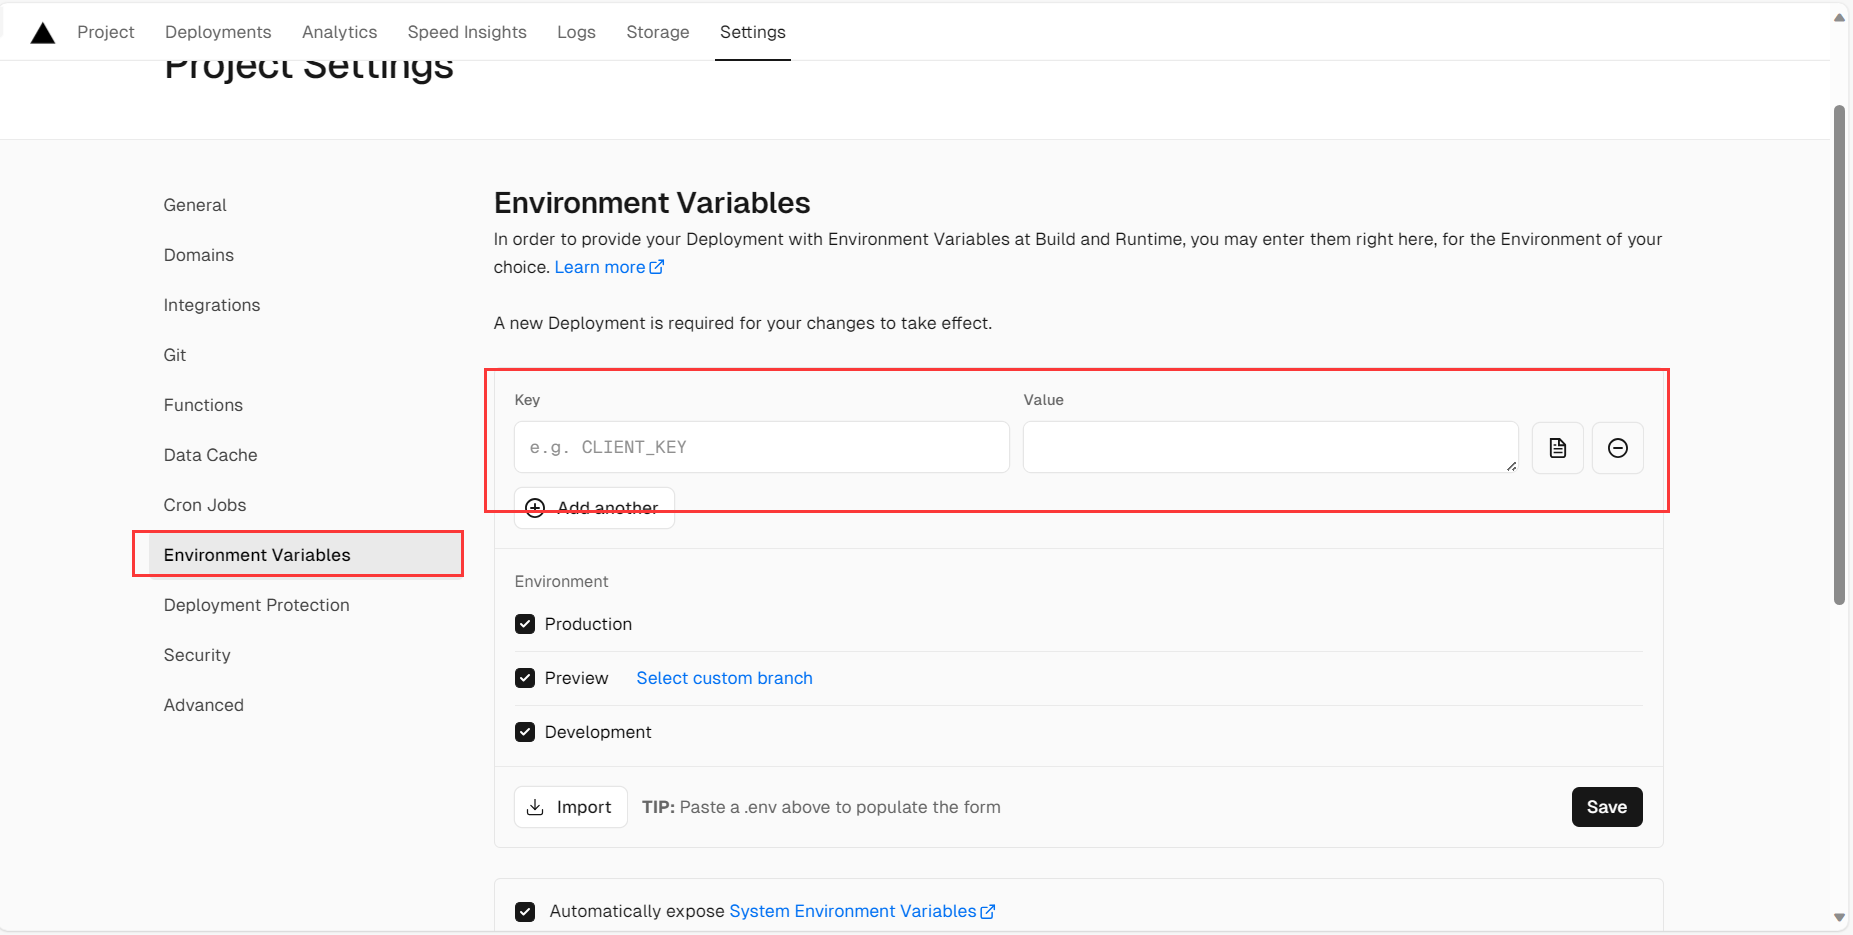 Project Deployments Analytics Speed Insights Logs Storage Settings
Project Settings
General
Domains
Integrations
Git
Functions
Data Cache
Cron Jobs
Environment Variables
Deployment Protection
Security
Advanced
Environment Variables
In order to provide your Deployment with Environment Variables at Build and Runtime, you may enter them right here, for the Environment of your
choice. Learn more
A new Deployment is required for your changes to take effect.
Key Value
e.g. CLIENT_KEY
Add another
Environment
Production
Preview Select custom branch
Development
Import TIP: Paste a .env above to populate the form Save
Automatically expose System Environment Variables